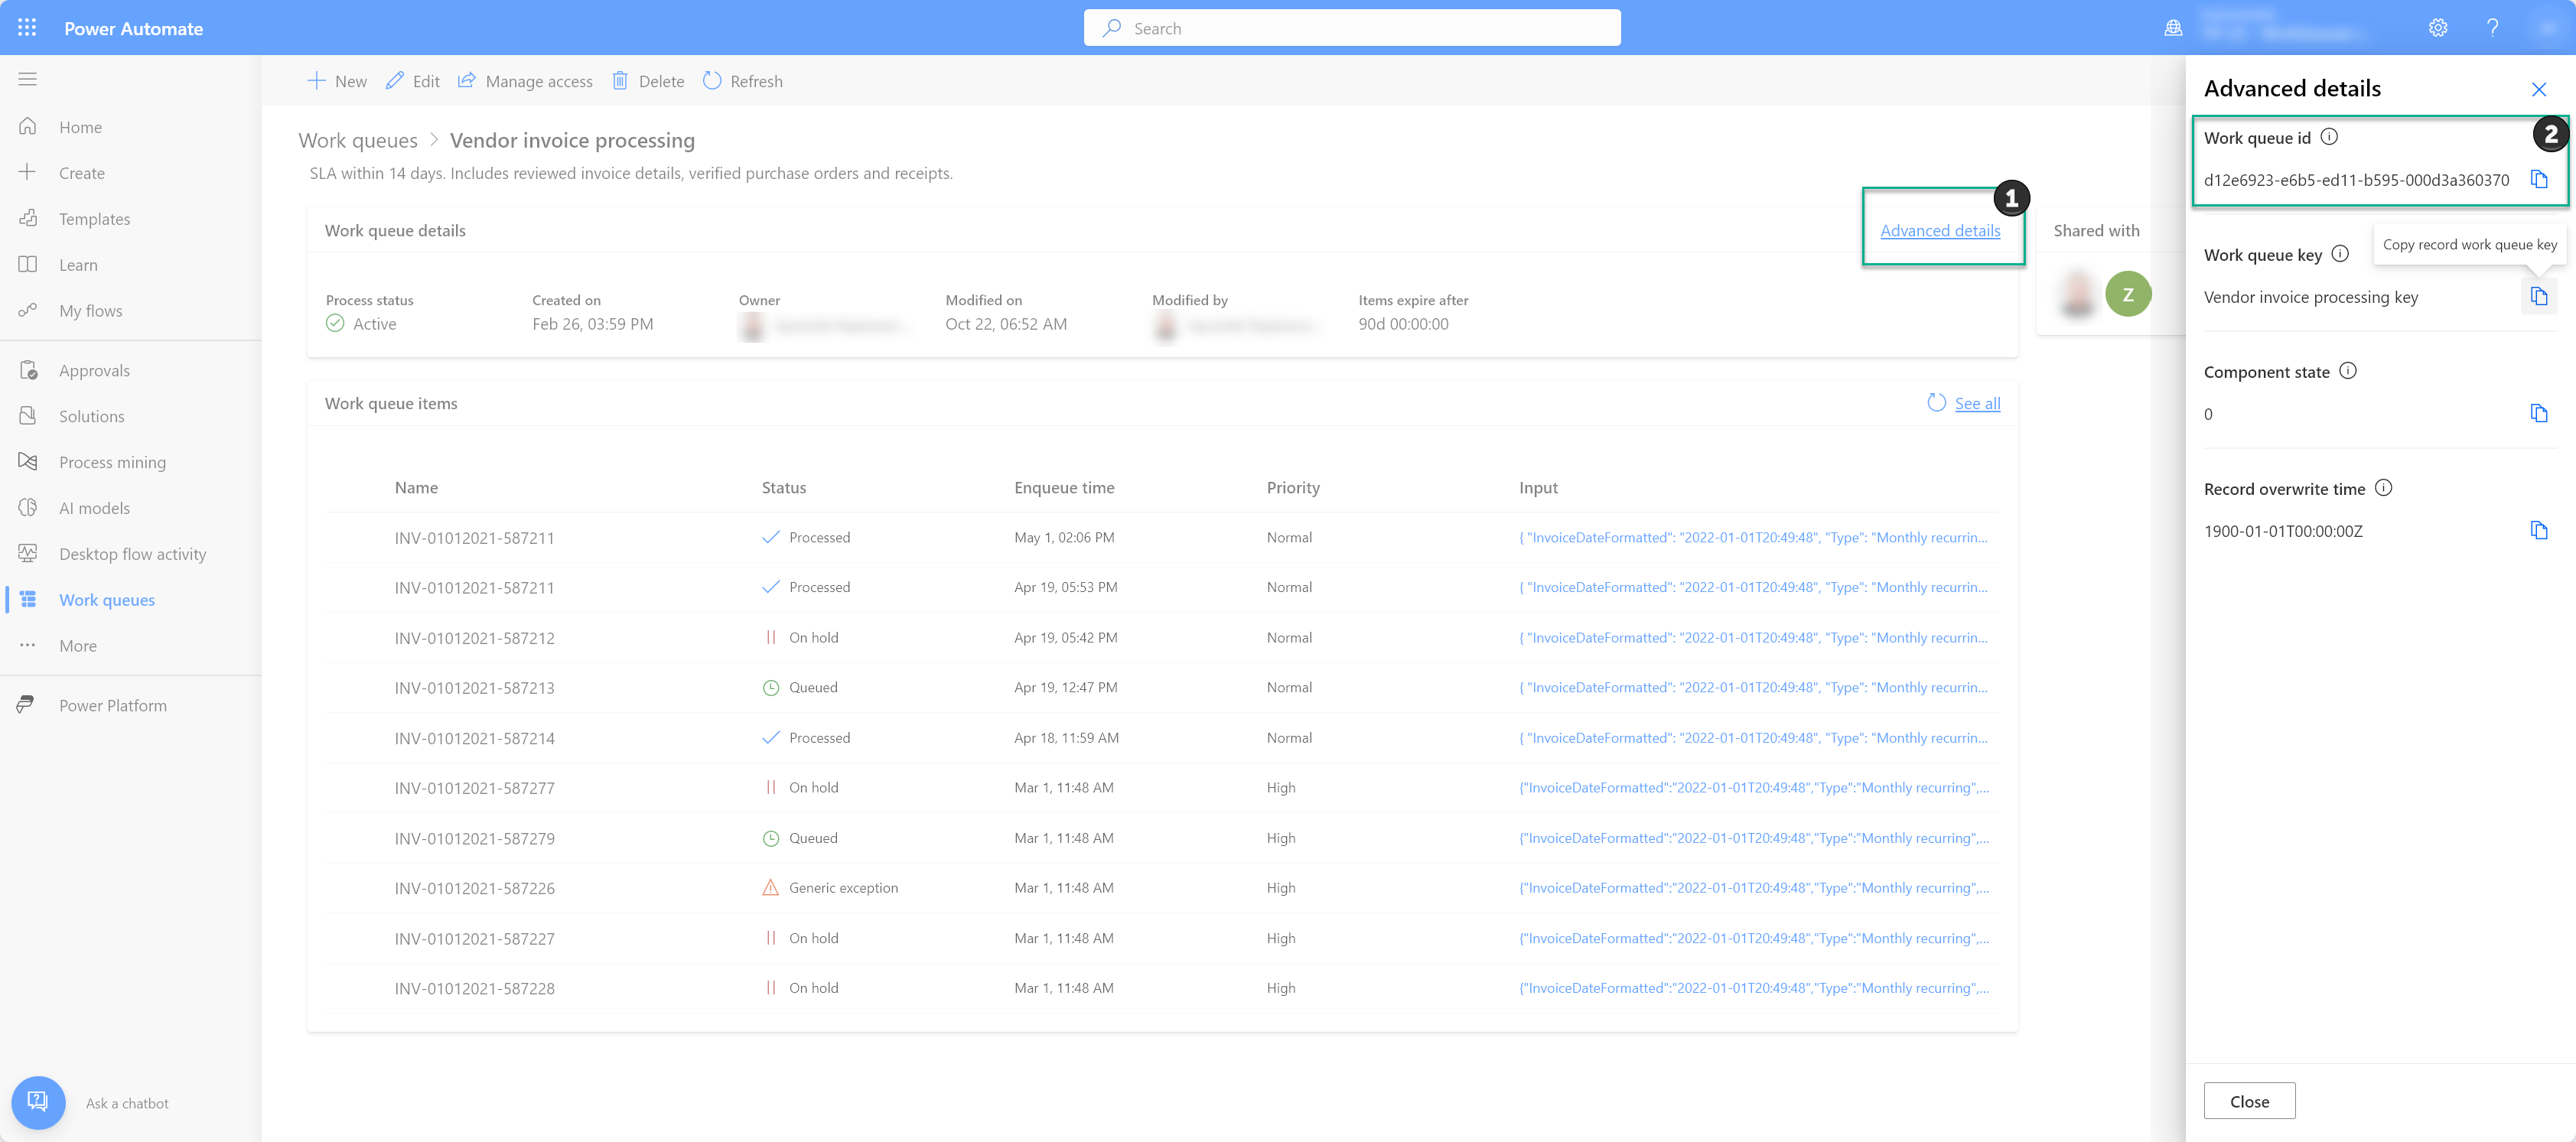 Power Automate
Search
New Edit Manage access Delete Refresh
Home
Create
Templates
Learn
My flows
Approvals
Solutions
Process mining
AI models
Desktop flow activity
Work queues
More
Power Platform
Ask a chatbot
Work queues > Vendor invoice processing
SLA within 14 days. Includes reviewed invoice details, verified purchase orders and receipts.
Work queue details Advanced details
1
Process status Created on Owner Modified on Modified by Items expire after
Active Feb 26, 03:59 PM Oct 22, 06:52 AM 90d 00:00:00
Shared with
Z
Work queue items See all
Name Status Enqueue time Priority Input
INV-01012021-587211 Processed May 1, 02:06 PM Normal { "InvoiceDateFormatted": "2022-01-01T20:49:48", "Type": "Monthly recurrin...
INV-01012021-587211 Processed Apr 19, 05:53 PM Normal { "InvoiceDateFormatted": "2022-01-01T20:49:48", "Type": "Monthly recurrin...
INV-01012021-587212 On hold Apr 19, 05:42 PM Normal { "InvoiceDateFormatted": "2022-01-01T20:49:48", "Type": "Monthly recurrin...
INV-01012021-587213 Queued Apr 19, 12:47 PM Normal { "InvoiceDateFormatted": "2022-01-01T20:49:48", "Type": "Monthly recurrin...
INV-01012021-587214 Processed Apr 18, 11:59 AM Normal { "InvoiceDateFormatted": "2022-01-01T20:49:48", "Type": "Monthly recurrin...
INV-01012021-587277 On hold Mar 1, 11:48 AM High {"InvoiceDateFormatted":"2022-01-01T20:49:48","Type":"Monthly recurring",...
INV-01012021-587279 Queued Mar 1, 11:48 AM High {"InvoiceDateFormatted":"2022-01-01T20:49:48","Type":"Monthly recurring",...
INV-01012021-587226 Generic exception Mar 1, 11:48 AM High {"InvoiceDateFormatted":"2022-01-01T20:49:48","Type":"Monthly recurring",...
INV-01012021-587227 On hold Mar 1, 11:48 AM High {"InvoiceDateFormatted":"2022-01-01T20:49:48","Type":"Monthly recurring",...
INV-01012021-587228 On hold Mar 1, 11:48 AM High {"InvoiceDateFormatted":"2022-01-01T20:49:48","Type":"Monthly recurring",...
Advanced details
Work queue id
2
d12e6923-e6b5-ed11-b595-000d3a360370
Copy record work queue key
Work queue key
Vendor invoice processing key
Component state
0
Record overwrite time
1900-01-01T00:00:00Z
Close